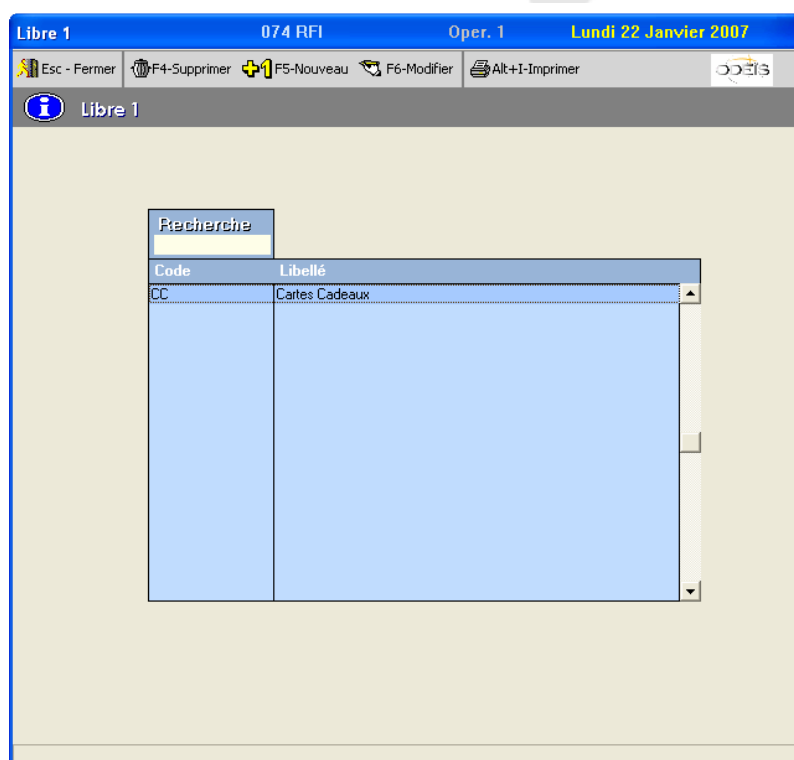 Libre 1 074 RFI Oper. 1 Lundi 22 Janvier 2007
Esc - Fermer F4-Supprimer F5-Nouveau F6-Modifier Alt+I-Imprimer
Libre 1
Recherche
Code Libellé
CC Cartes Cadeaux